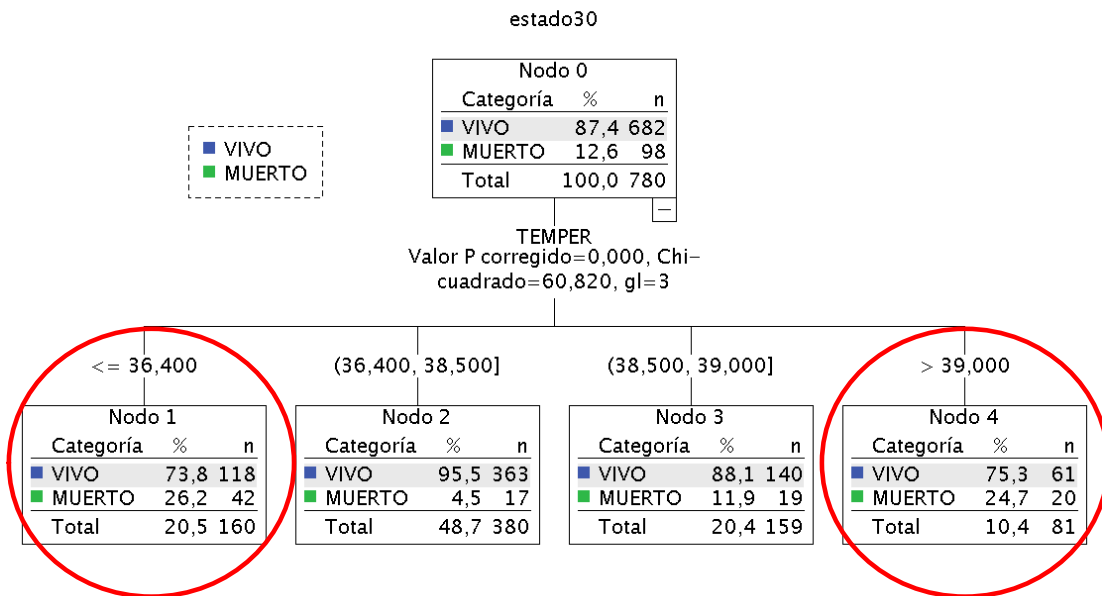 estado30
Nodo 0
Categoría % n
VIVO 87,4 682
MUERTO 12,6 98
Total 100,0 780
VIVO
MUERTO
TEMPER
Valor P corregido=0,000, Chi-
cuadrado=60,820, gl=3
<= 36,400
(36,400, 38,500]
(38,500, 39,000]
> 39,000
Nodo 1
Categoría % n
VIVO 73,8 118
MUERTO 26,2 42
Total 20,5 160
Nodo 2
Categoría % n
VIVO 95,5 363
MUERTO 4,5 17
Total 48,7 380
Nodo 3
Categoría % n
VIVO 88,1 140
MUERTO 11,9 19
Total 20,4 159
Nodo 4
Categoría % n
VIVO 75,3 61
MUERTO 24,7 20
Total 10,4 81